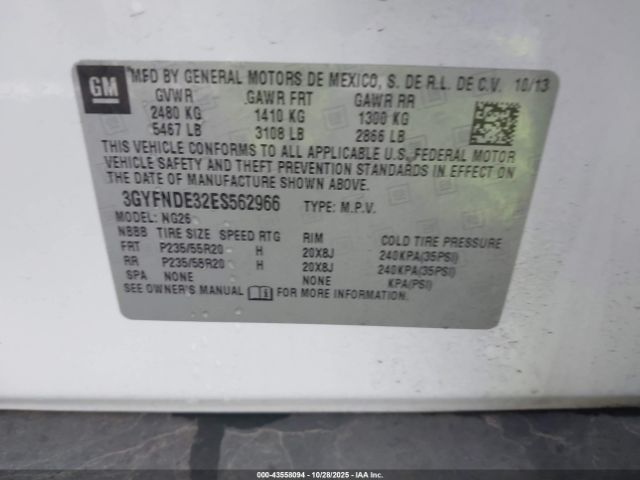 GM
MFD BY GENERAL MOTORS DE MEXICO, S. DE R.L. DE C.V. 10/13
GVWR GAWR FRT GAWR RR
2480 KG 1410 KG 1300 KG
5467 LB 3108 LB 2866 LB
THIS VEHICLE CONFORMS TO ALL APPLICABLE U.S. FEDERAL MOTOR
VEHICLE SAFETY AND THEFT PREVENTION STANDARDS IN EFFECT ON
THE DATE OF MANUFACTURE SHOWN ABOVE.
3GYFNDE32ES562966 TYPE: M.P.V.
MODEL: NG26
NBBB TIRE SIZE SPEED RTG RIM COLD TIRE PRESSURE
FRT P235/55R20 H 20X8J 240KPA(35PSI)
RR P235/55R20 H 20X8J 240KPA(35PSI)
SPA NONE NONE KPA(PSI)
SEE OWNER'S MANUAL FOR MORE INFORMATION.
000-43558094 | 10/28/2025 | IAAI.com